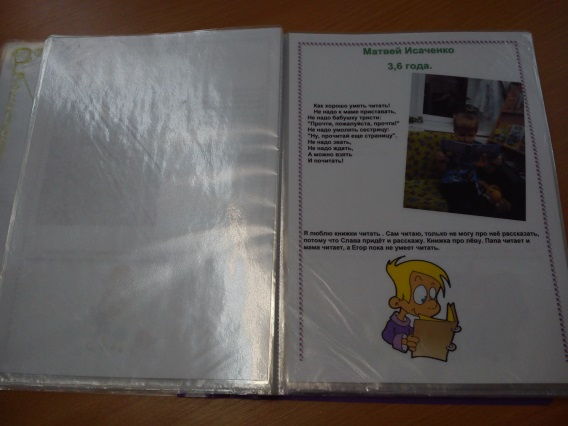 Матвей Исаченко
3,6 года.
Как хорошо уметь читать!
Не надо к маме приставать,
Не надо бабушку трясти:
"Прочти, пожалуйста, прочти!"
Не надо умолять сестрицу:
"Ну, прочитай еще страницу".
Не надо звать,
Не надо ждать,
А можно взять
И почитать!
Я люблю книжки читать . Сам читаю, только не могу про неё рассказать,
потому что Слава придёт и расскажу. Книжка про лёву. Папа читает и
мама читает, а Егор пока не умеет читать.